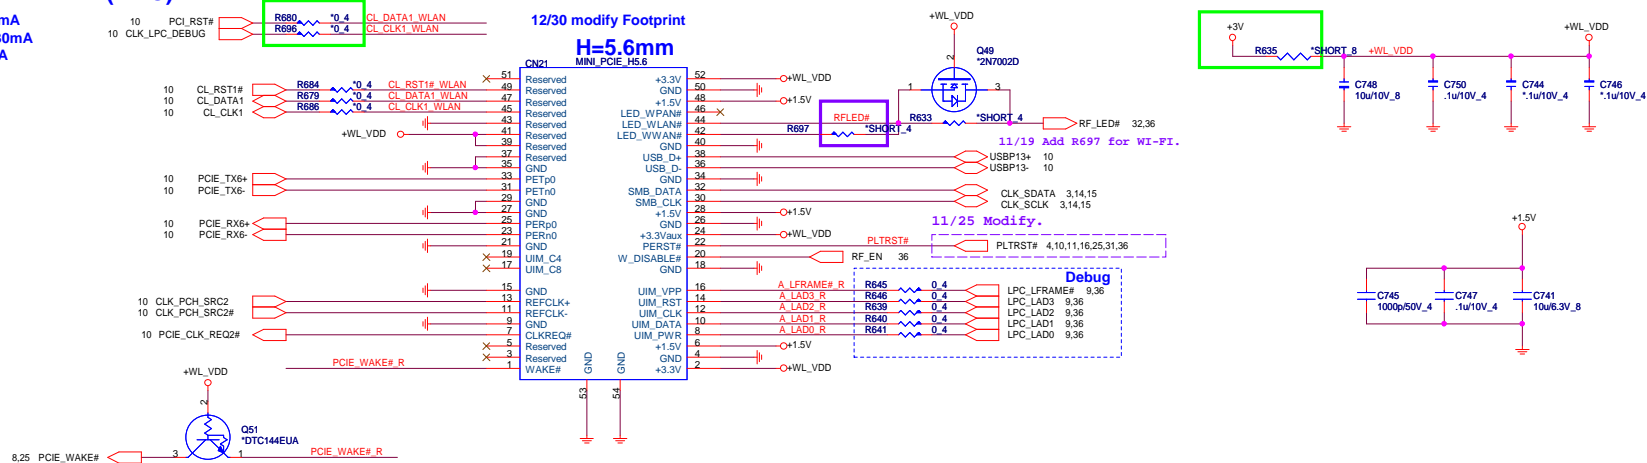 mA
30mA
A
10 PCI_RST#
R680 *0_4 CL_DATA1_WLAN
10 CLK_LPC_DEBUG
R696 *0_4 CL_CLK1_WLAN
12/30 modify Footprint
H=5.6mm
CN21 MINI_PCIE_H5.6
10 CL_RST1# R684 *0_4 CL_RST1#_WLAN
10 CL_DATA1 R679 *0_4 CL_DATA1_WLAN
10 CL_CLK1 R686 *0_4 CL_CLK1_WLAN
+WL_VDD
10 PCIE_TX6+
10 PCIE_TX6-
10 PCIE_RX6+
10 PCIE_RX6-
10 CLK_PCH_SRC2
10 CLK_PCH_SRC2#
10 PCIE_CLK_REQ2#
PCIE_WAKE#_R
51 Reserved
49 Reserved
47 Reserved
45 Reserved
43 Reserved
41 Reserved
39 Reserved
37 Reserved
35 GND
33 PETp0
31 PETn0
29 GND
27 GND
25 PERp0
23 PERn0
21 GND
19 UIM_C4
17 UIM_C8
15 GND
13 REFCLK+
11 REFCLK-
9 GND
7 CLKREQ#
5 Reserved
3 Reserved
1 WAKE#
GND GND
53 54
+3.3V 52 +WL_VDD
GND 50
+1.5V 48 +1.5V
LED_WPAN# 46
LED_WLAN# 44
LED_WWAN# 42
GND 40
USB_D+ 38
USB_D- 36
GND 34
SMB_DATA 32
SMB_CLK 30
+1.5V 28 +1.5V
GND 26
+3.3Vaux 24 +WL_VDD
PERST# 22 PLTRST#
W_DISABLE# 20
GND 18
UIM_VPP 16 A_LFRAME#_R R645 0_4 LPC_LFRAME# 9,36
UIM_RST 14 A_LAD3_R R646 0_4 LPC_LAD3 9,36
UIM_CLK 12 A_LAD2_R R639 0_4 LPC_LAD2 9,36
UIM_DATA 10 A_LAD1_R R640 0_4 LPC_LAD1 9,36
UIM_PWR 8 A_LAD0_R R641 0_4 LPC_LAD0 9,36
+1.5V 6 +1.5V
GND 4
+3.3V 2 +WL_VDD
Debug
+WL_VDD
Q49
*2N7002D
2
1 3
RFLED#
R697 *SHORT_4
R633 *SHORT_4
RF_LED# 32,36
11/19 Add R697 for WI-FI.
USBP13+ 10
USBP13- 10
CLK_SDATA 3,14,15
CLK_SCLK 3,14,15
11/25 Modify.
PLTRST# 4,10,11,16,25,31,36
RF_EN 36
+3V
R635 *SHORT_8 +WL_VDD
+WL_VDD
C748
10u/10V_8
C750
.1u/10V_4
C744
*.1u/10V_4
C746
*.1u/10V_4
+1.5V
C745
1000p/50V_4
C747
.1u/10V_4
C741
10u/6.3V_8
+WL_VDD
2
Q51
*DTC144EUA
8,25 PCIE_WAKE# 3 1 PCIE_WAKE#_R